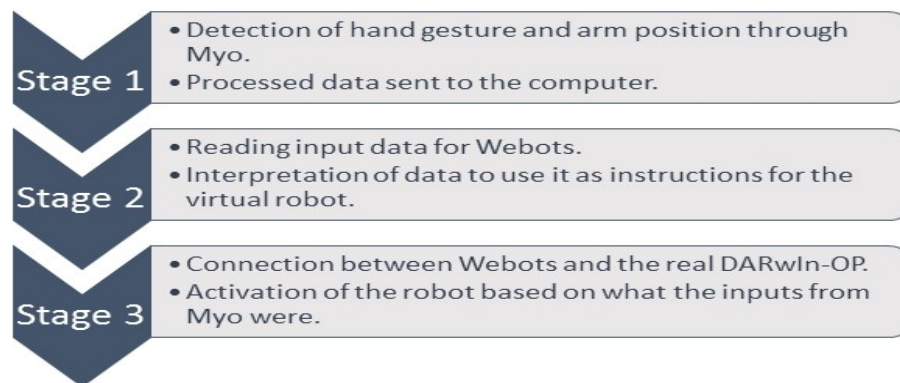 Stage 1
• Detection of hand gesture and arm position through
Myo.
• Processed data sent to the computer.
Stage 2
• Reading input data for Webots.
• Interpretation of data to use it as instructions for the
virtual robot.
Stage 3
• Connection between Webots and the real DARwIn-OP.
• Activation of the robot based on what the inputs from
Myo were.